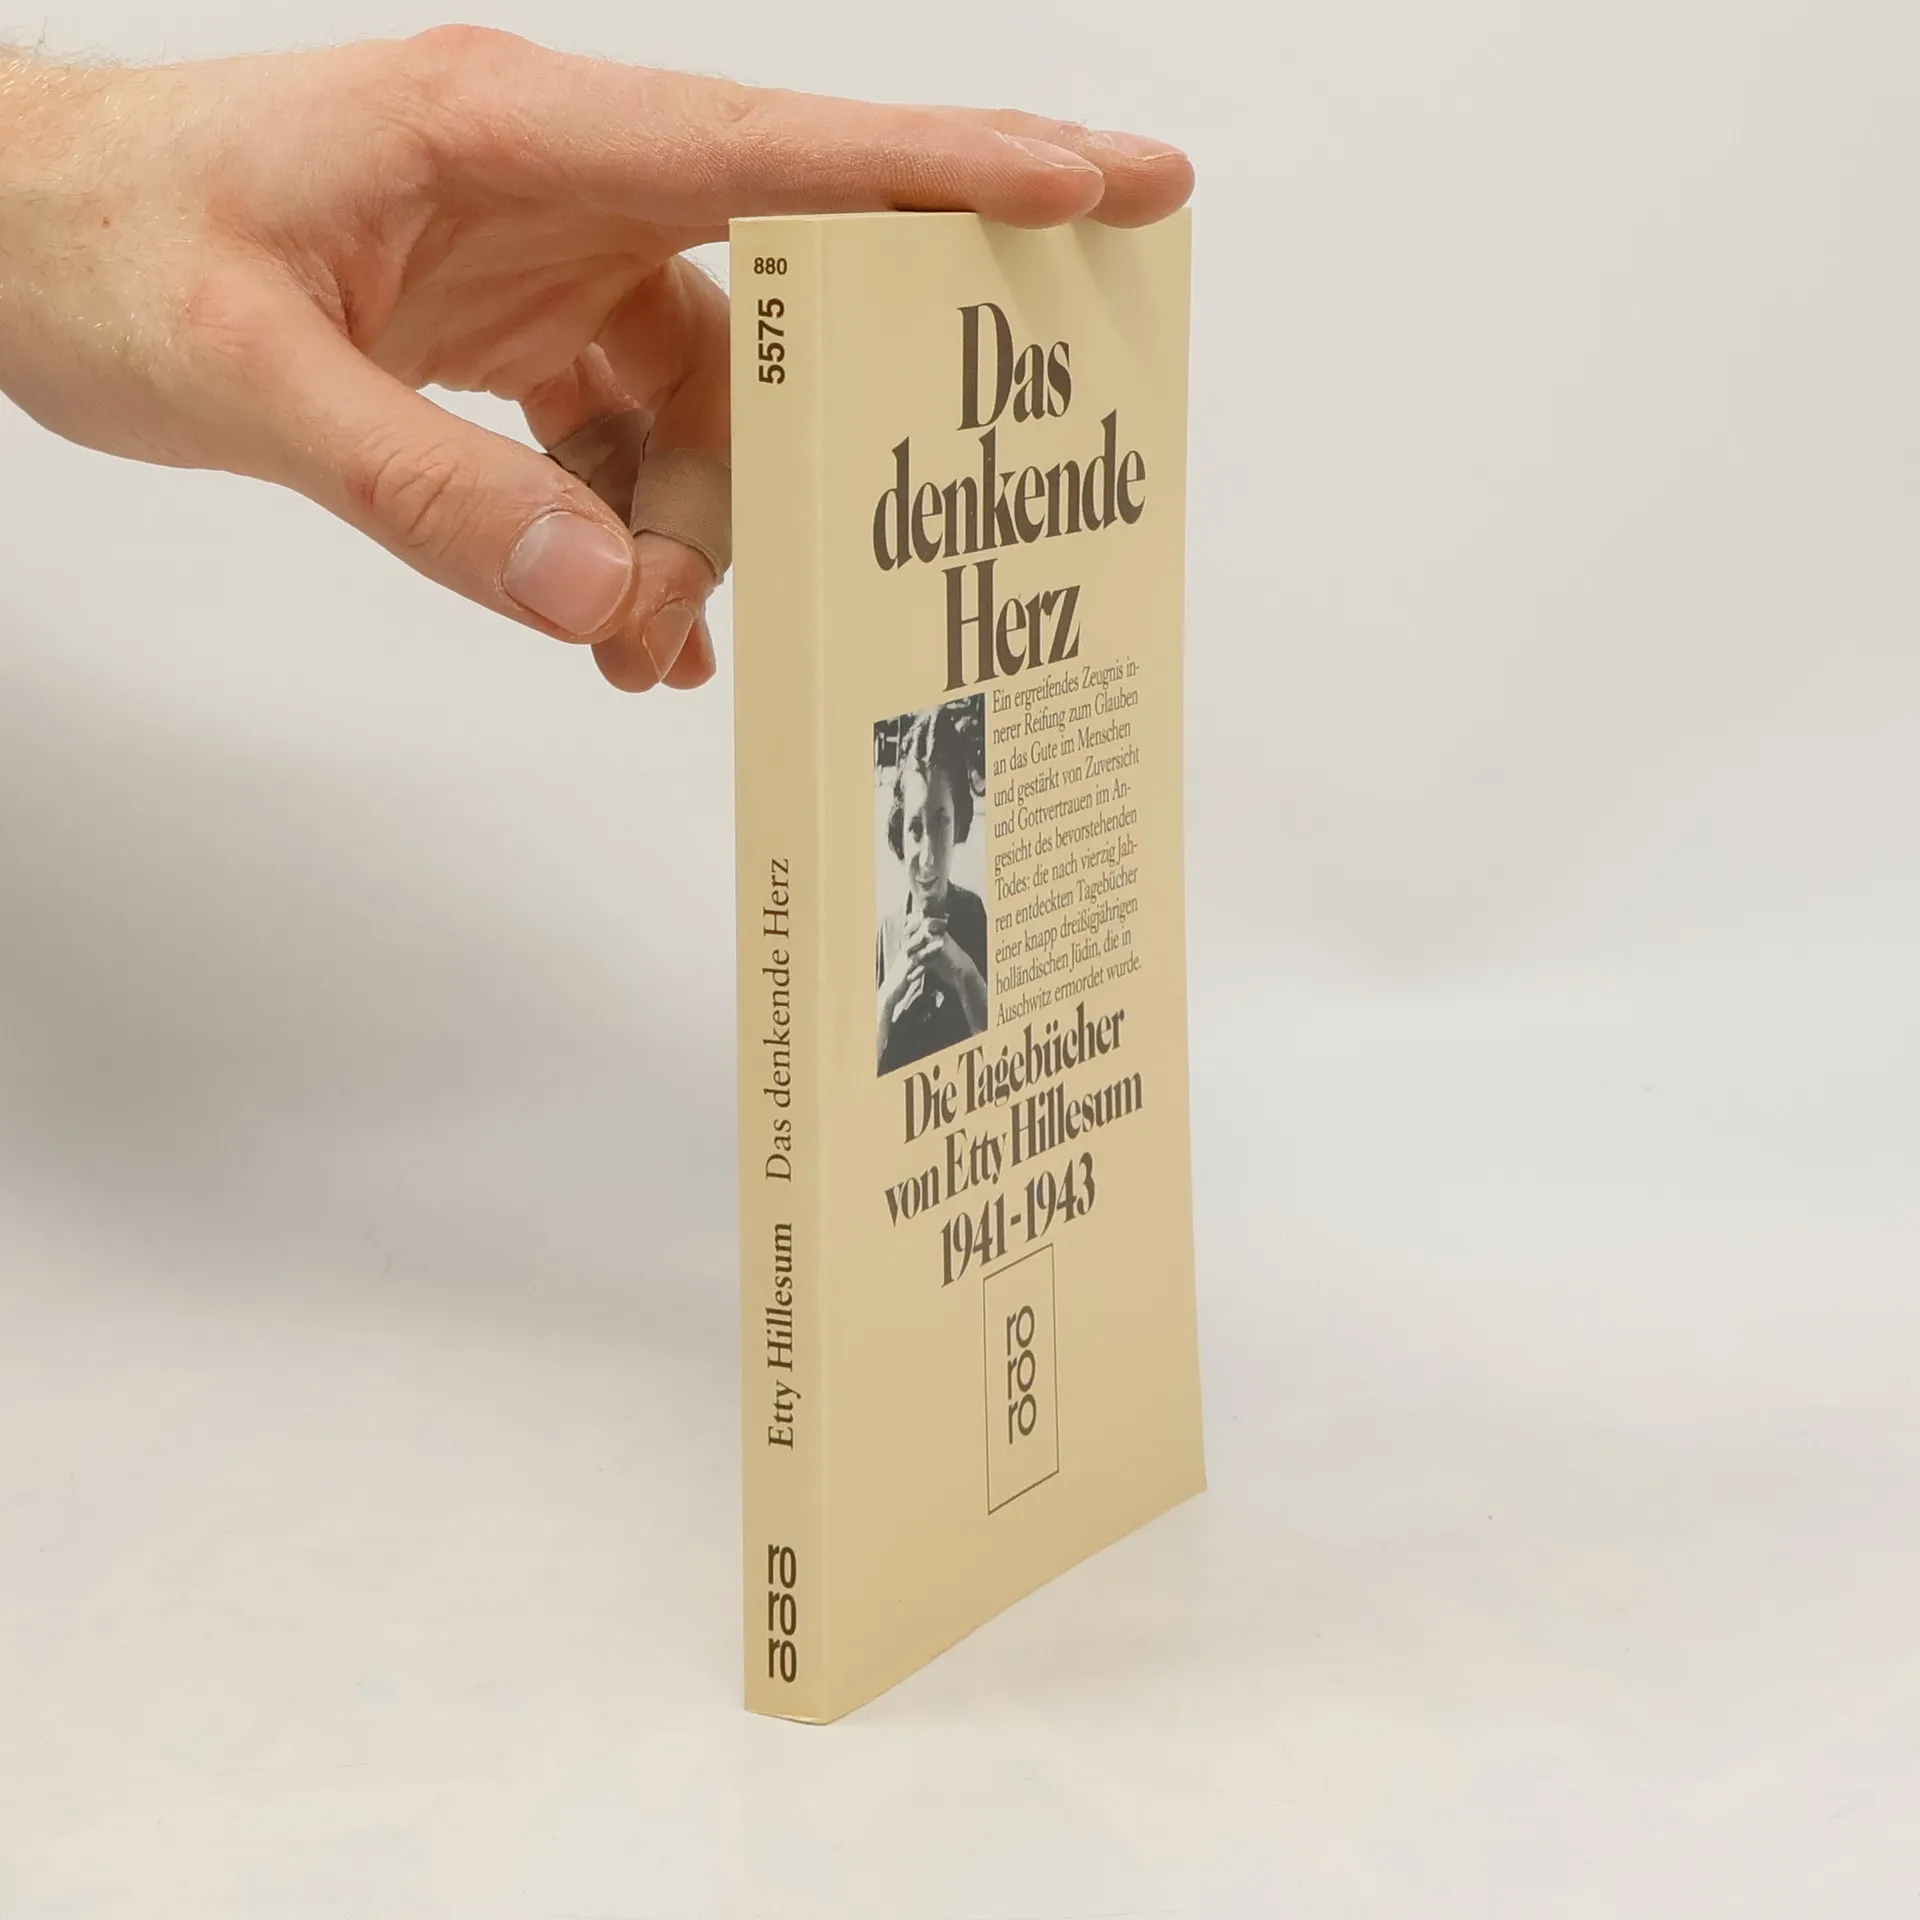 880
5575
Etty Hillesum Das denkende Herz
rororo
Das
denkende
Herz
Ein ergreifendes Zeugnis in-
nerer Reifung zum Glauben
an das Gute im Menschen
und gestärkt von Zuversicht
und Gottvertrauen im An-
gesicht des bevorstehenden
Todes: die nach vierzig Jah-
ren entdeckten Tagebücher
einer knapp dreißigjährigen
holländischen Jüdin, die in
Auschwitz ermordet wurde.
Die Tagebücher
von Etty Hillesum
1941-1943
ro
ro
ro